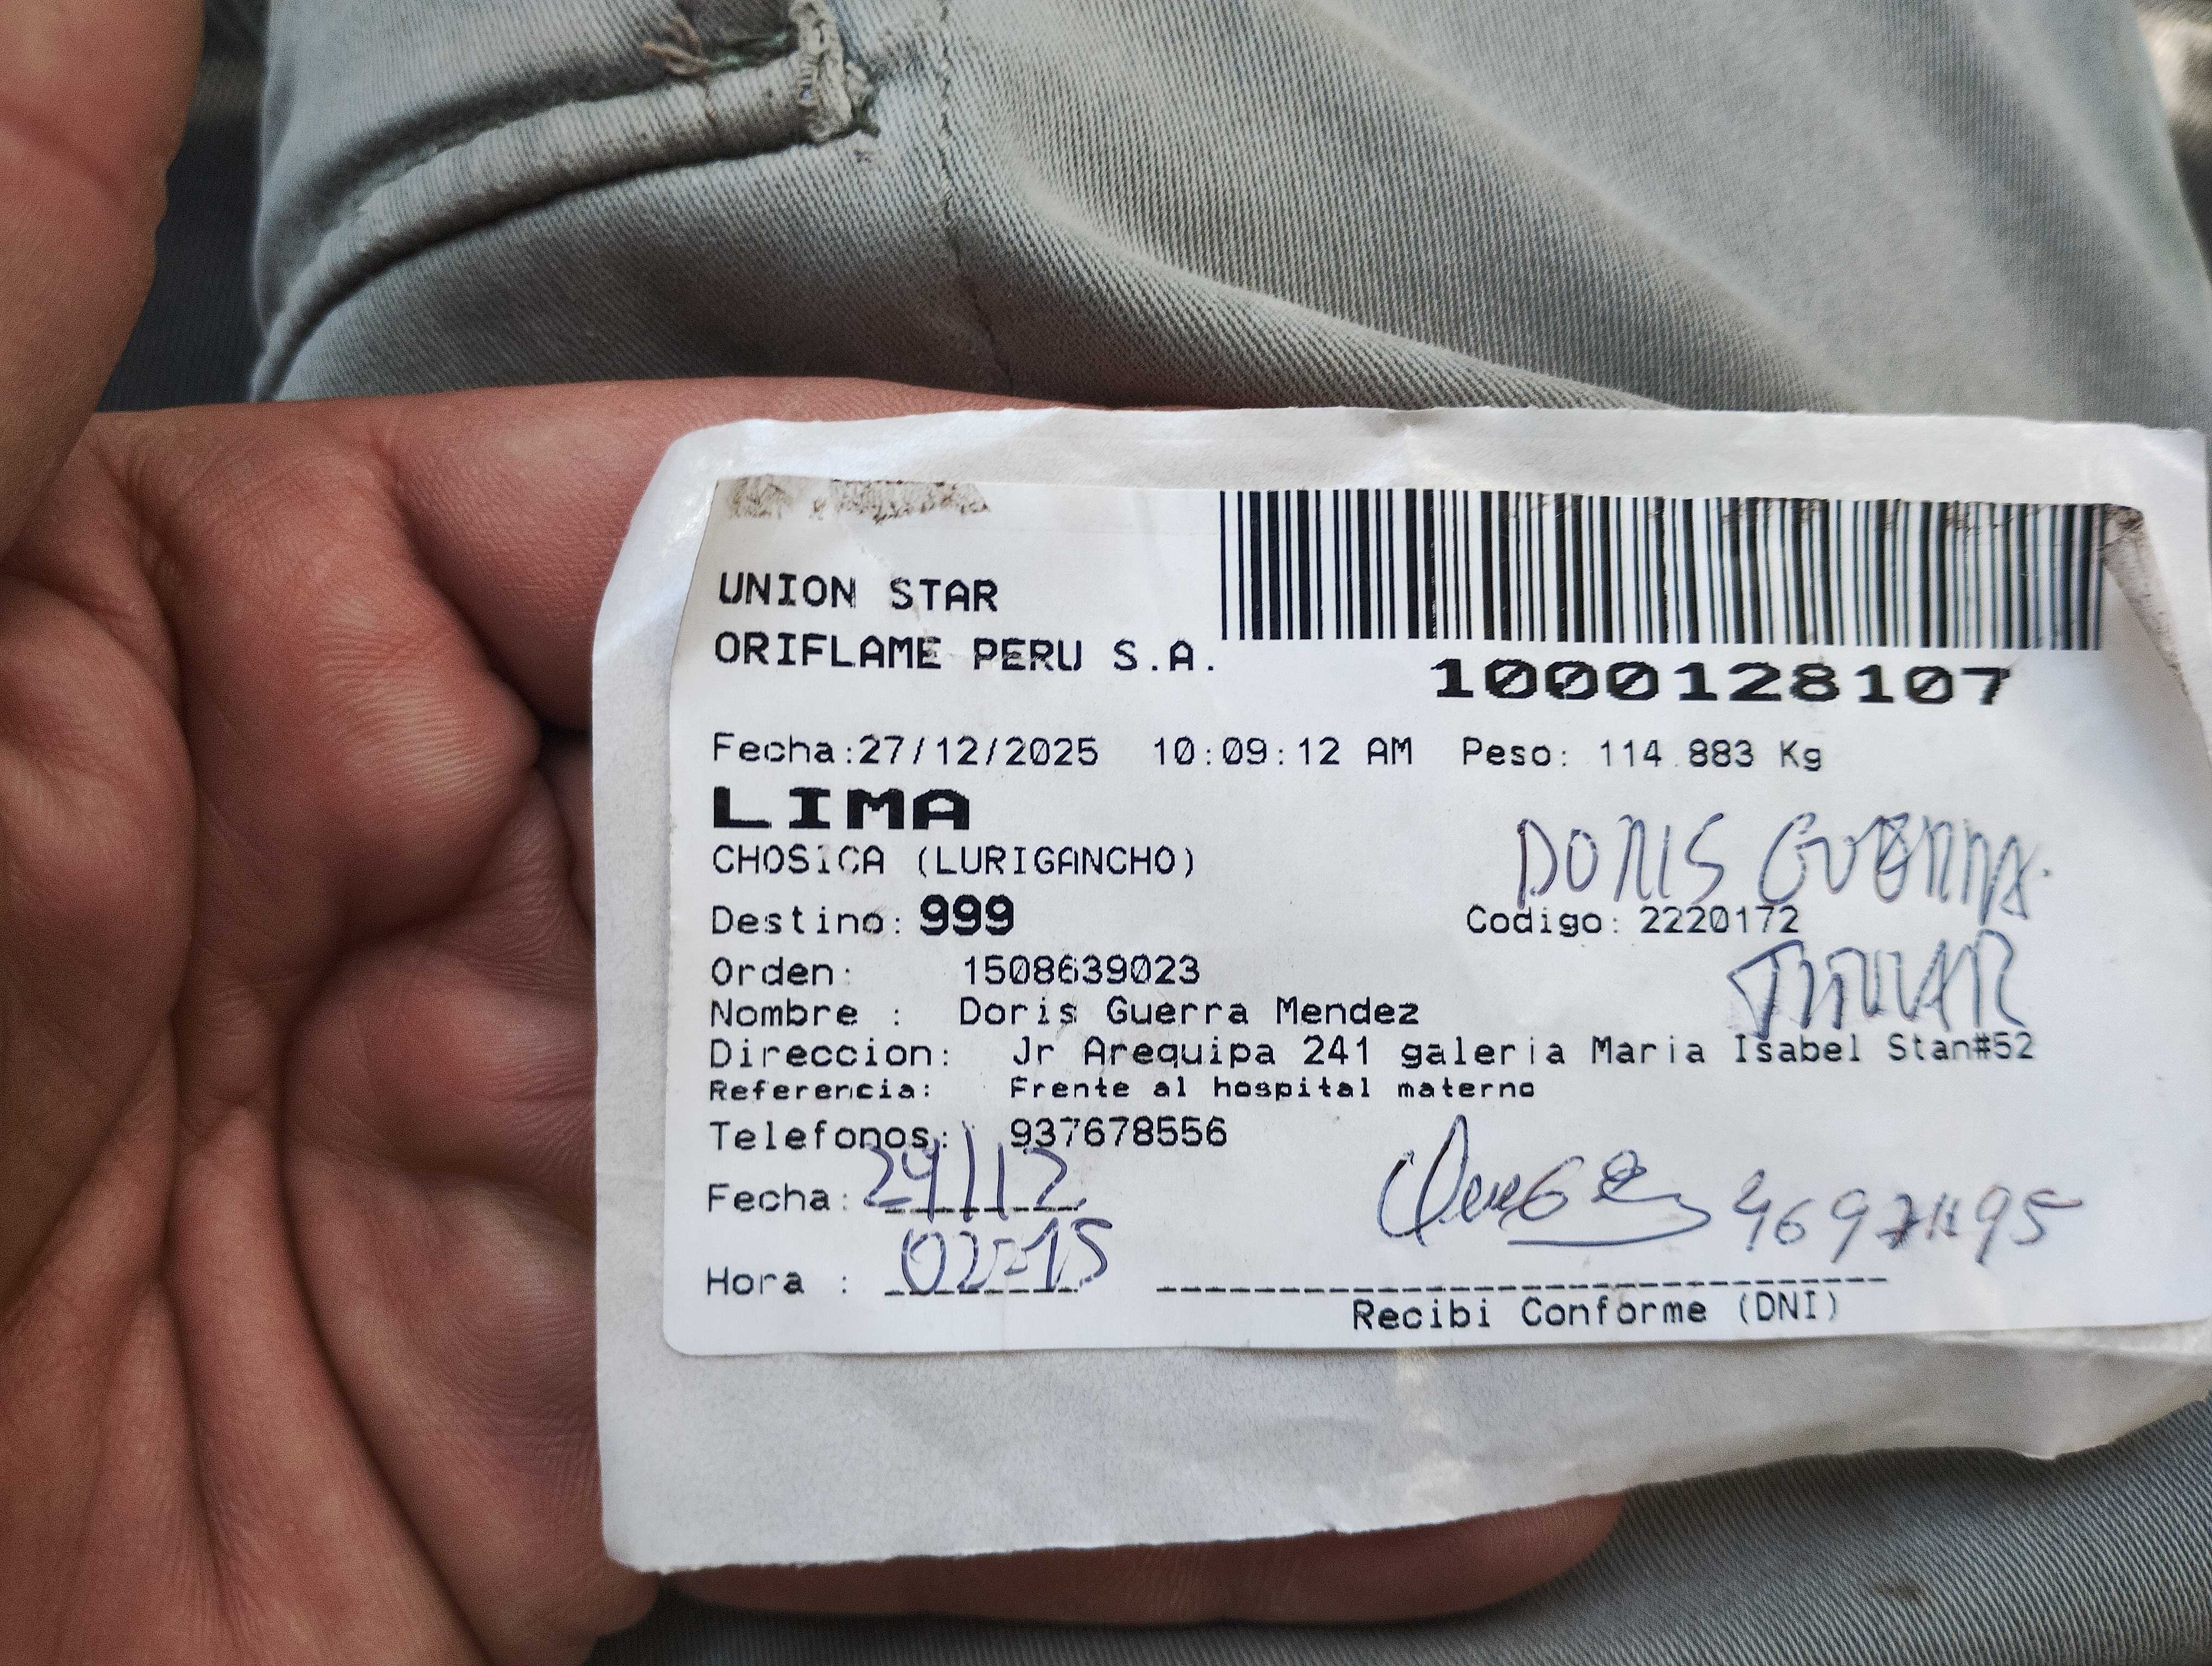 UNION STAR
ORIFLAME PERU S.A.
1000128107
Fecha:27/12/2025 10:09:12 AM Peso: 114.883 Kg
LIMA
CHOSICA (LURIGANCHO)
DORIS GUERRA
Destino: 999 Codigo: 2220172
Orden: 1508639023
Nombre : Doris Guerra Mendez
Direccion: Jr Arequipa 241 galeria Maria Isabel Stan#52
Referencia: Frente al hospital materno
Telefonos: 937678556
Fecha: 29/12
Hora : 02:15
Recibi Conforme (DNI)